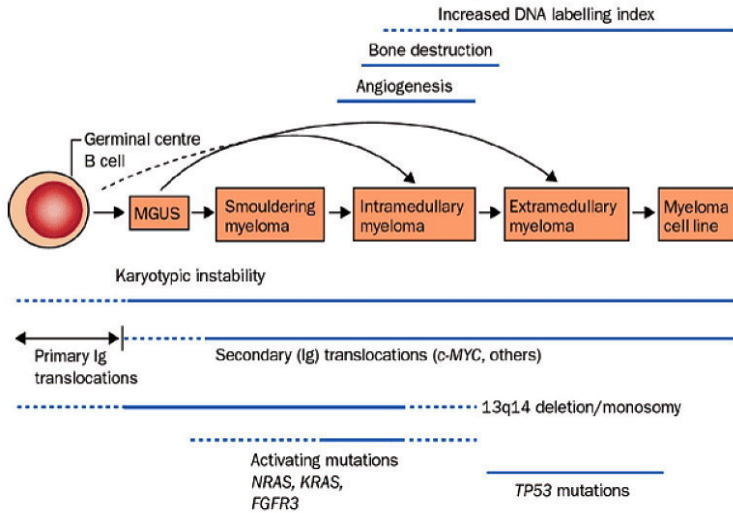 Increased DNA labelling index
Bone destruction
Angiogenesis
Germinal centre
B cell
MGUS
Smouldering
myeloma
Intramedullary
myeloma
Extramedullary
myeloma
Myeloma
cell line
Karyotypic instability
Primary Ig
translocations
Secondary (Ig) translocations (c-MYC, others)
13q14 deletion/monosomy
Activating mutations
NRAS, KRAS,
FGFR3
TP53 mutations